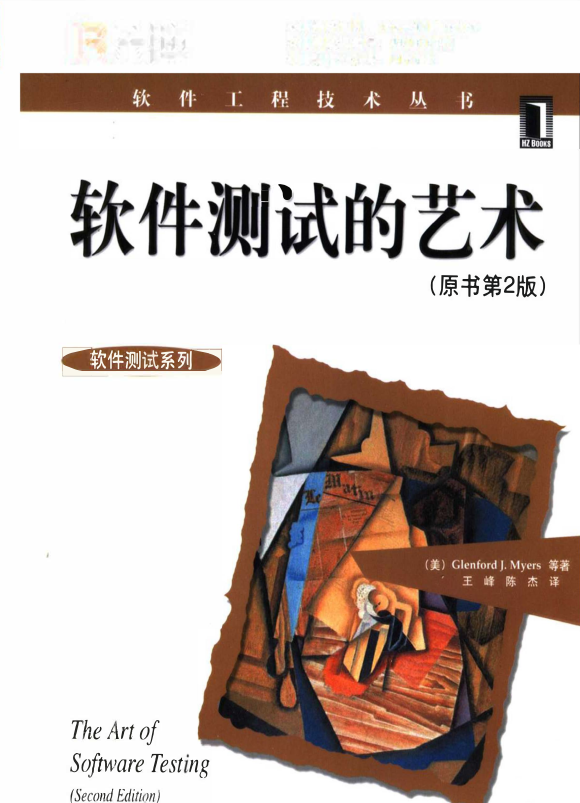 软件工程技术丛书
HZ BOOKS
软件测试的艺术
(原书第2版)
软件测试系列
Le Matin
(美) Glenford J. Myers 等著
王 峰 陈 杰 译
The Art of
Software Testing
(Second Edition)